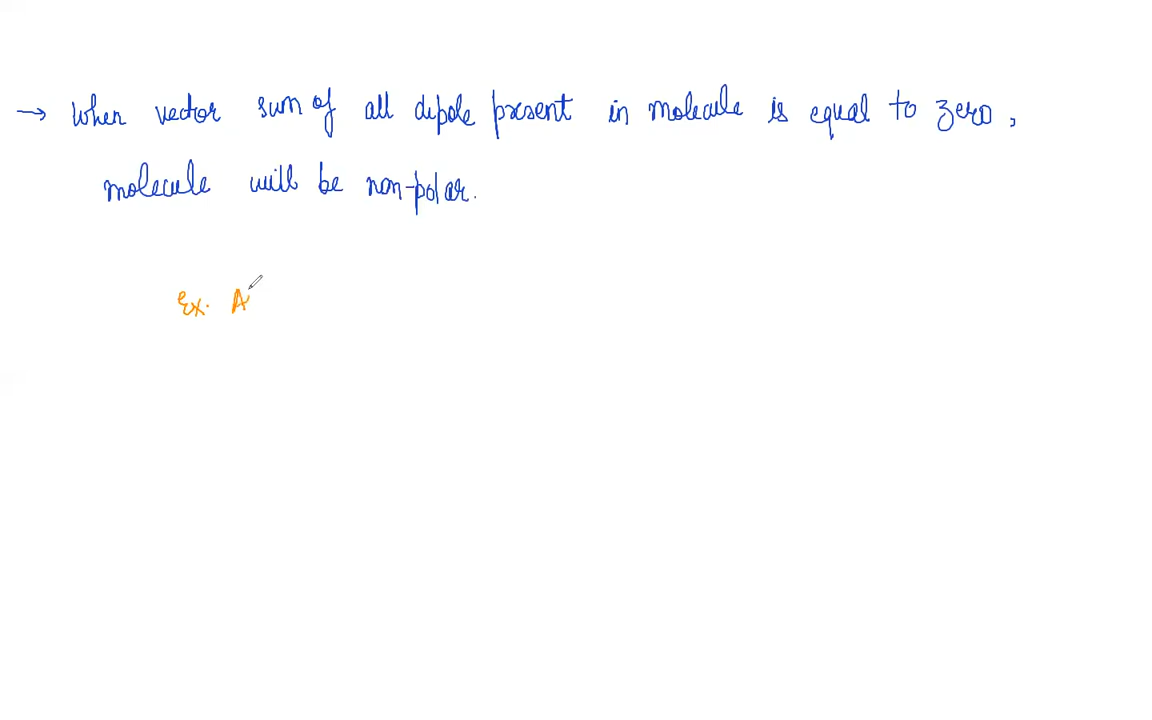 → When vector sum of all dipole present in molecule is equal to zero,
molecule will be non-polar.
Ex. A